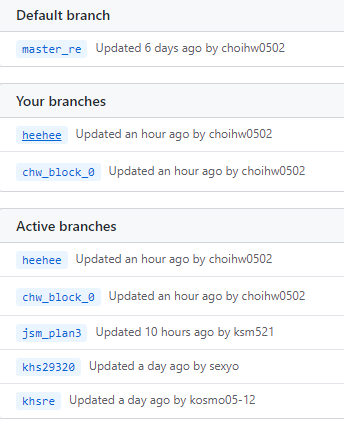 Default branch
master_re Updated 6 days ago by choihw0502
Your branches
heehee Updated an hour ago by choihw0502
chw_block_0 Updated an hour ago by choihw0502
Active branches
heehee Updated an hour ago by choihw0502
chw_block_0 Updated an hour ago by choihw0502
jsm_plan3 Updated 10 hours ago by ksm521
khs29320 Updated a day ago by sexyo
khsre Updated a day ago by kosmo05-12